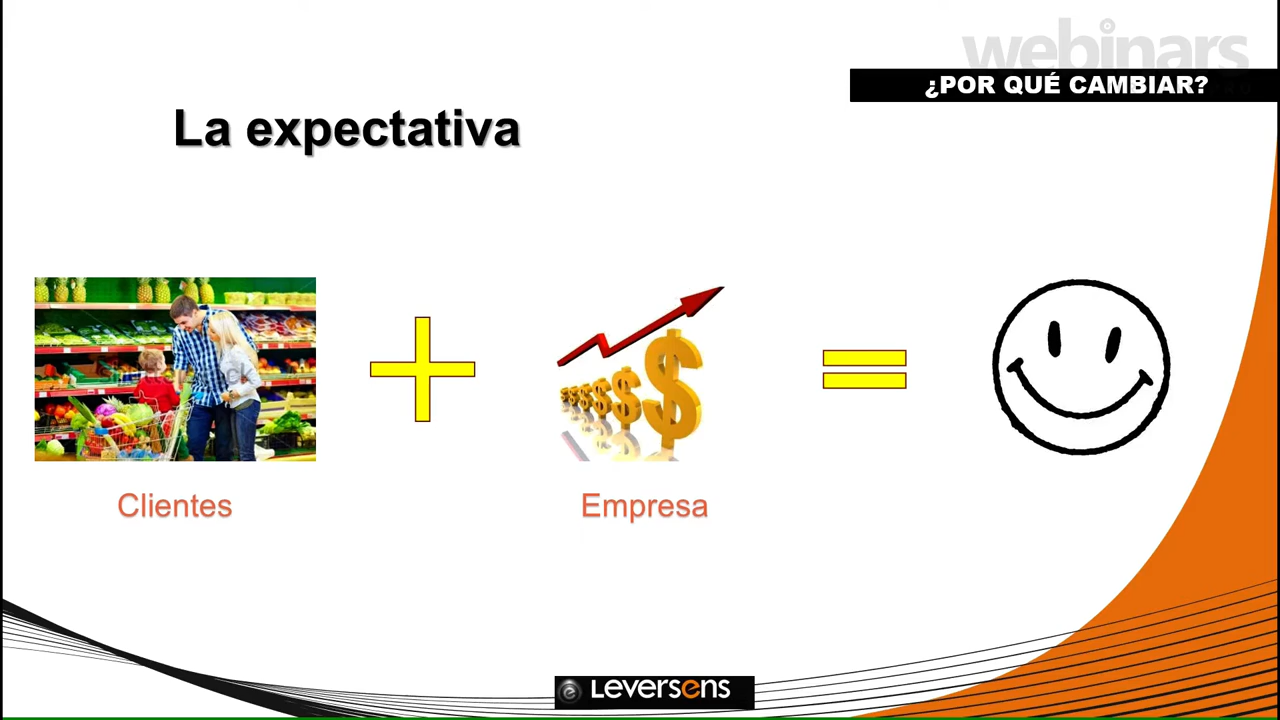 webinars
¿POR QUÉ CAMBIAR?
La expectativa
Clientes
Empresa
Leversens